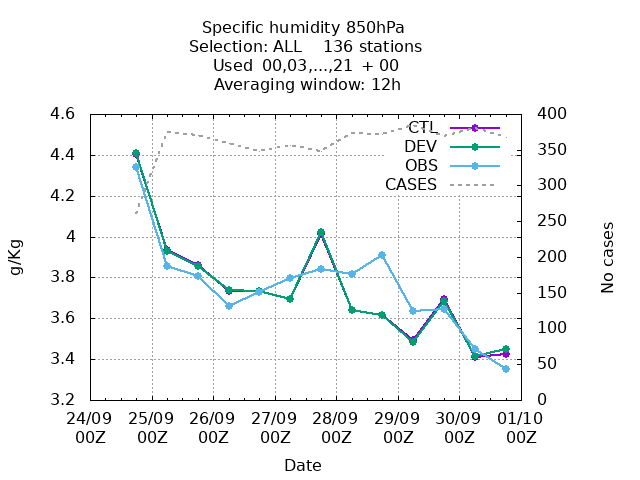 Specific humidity 850hPa
Selection: ALL    136 stations
Used  00,03,...,21  + 00
Averaging window: 12h
4.6
4.4
4.2
4
3.8
3.6
3.4
3.2
g/Kg
400
350
300
250
200
150
100
50
0
No cases
CTL
DEV
OBS
CASES
24/09 25/09 26/09 27/09 28/09 29/09 30/09 01/10
00Z 00Z 00Z 00Z 00Z 00Z 00Z 00Z
Date